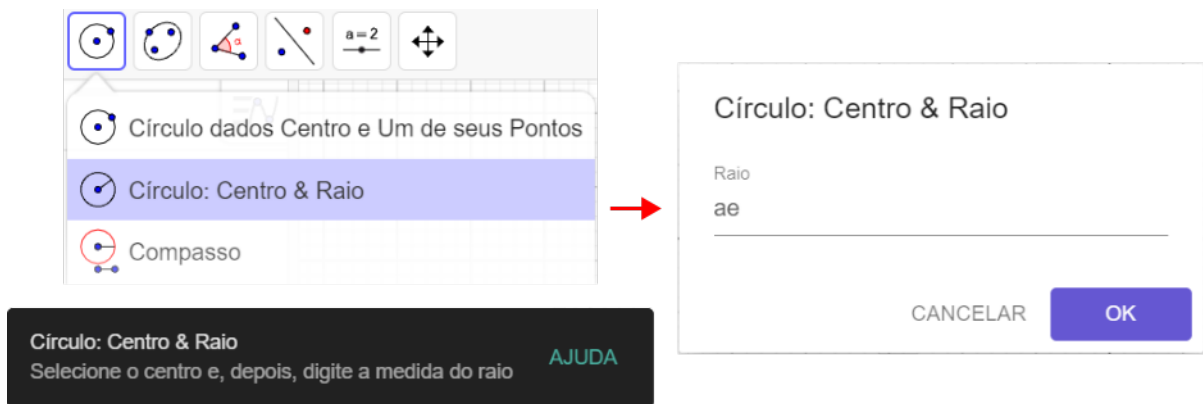 a = 2
α
Círculo dados Centro e Um de seus Pontos
Círculo: Centro & Raio
Compasso
Círculo: Centro & Raio
Selecione o centro e, depois, digite a medida do raio
AJUDA
Círculo: Centro & Raio
Raio
ae
CANCELAR
OK